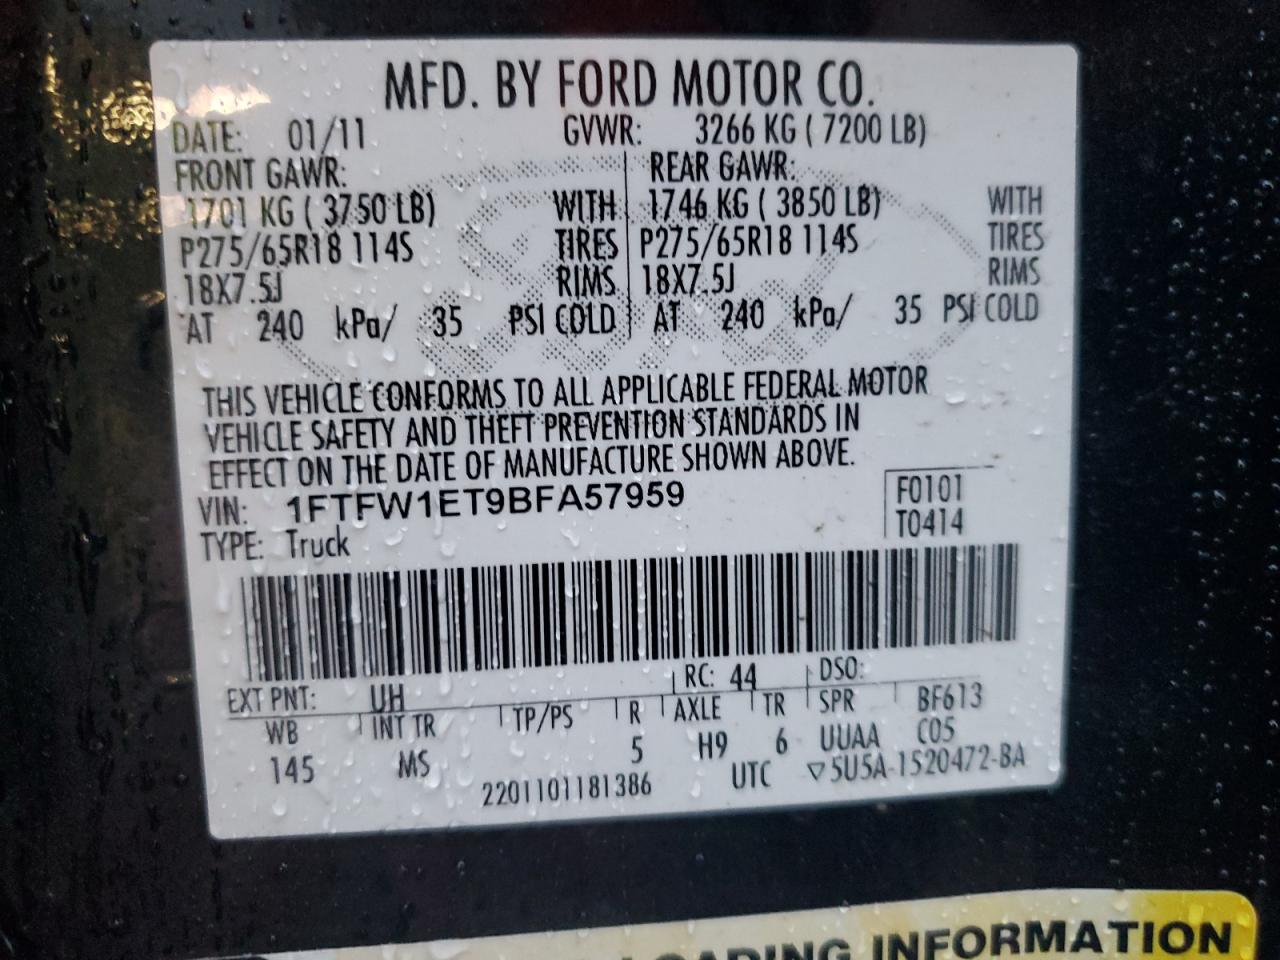 MFD. BY FORD MOTOR CO.
DATE: 01/11 GVWR: 3266 KG ( 7200 LB)
FRONT GAWR: REAR GAWR:
1701 KG ( 3750 LB) WITH 1746 KG ( 3850 LB) WITH
P275/65R18 114S TIRES P275/65R18 114S TIRES
18X7.5J RIMS 18X7.5J RIMS
AT 240 kPa/ 35 PSI COLD AT 240 kPa/ 35 PSI COLD
THIS VEHICLE CONFORMS TO ALL APPLICABLE FEDERAL MOTOR
VEHICLE SAFETY AND THEFT PREVENTION STANDARDS IN
EFFECT ON THE DATE OF MANUFACTURE SHOWN ABOVE.
VIN: 1FTFW1ET9BFA57959 F0101
TYPE: Truck T0414
EXT PNT: UH RC: 44 DSO:
WB INT TR TP/PS R AXLE TR SPR BF613
145 MS 5 H9 6 UUAA C05
2201101181386 UTC ▽5U5A-1520472-BA
LOADING INFORMATION